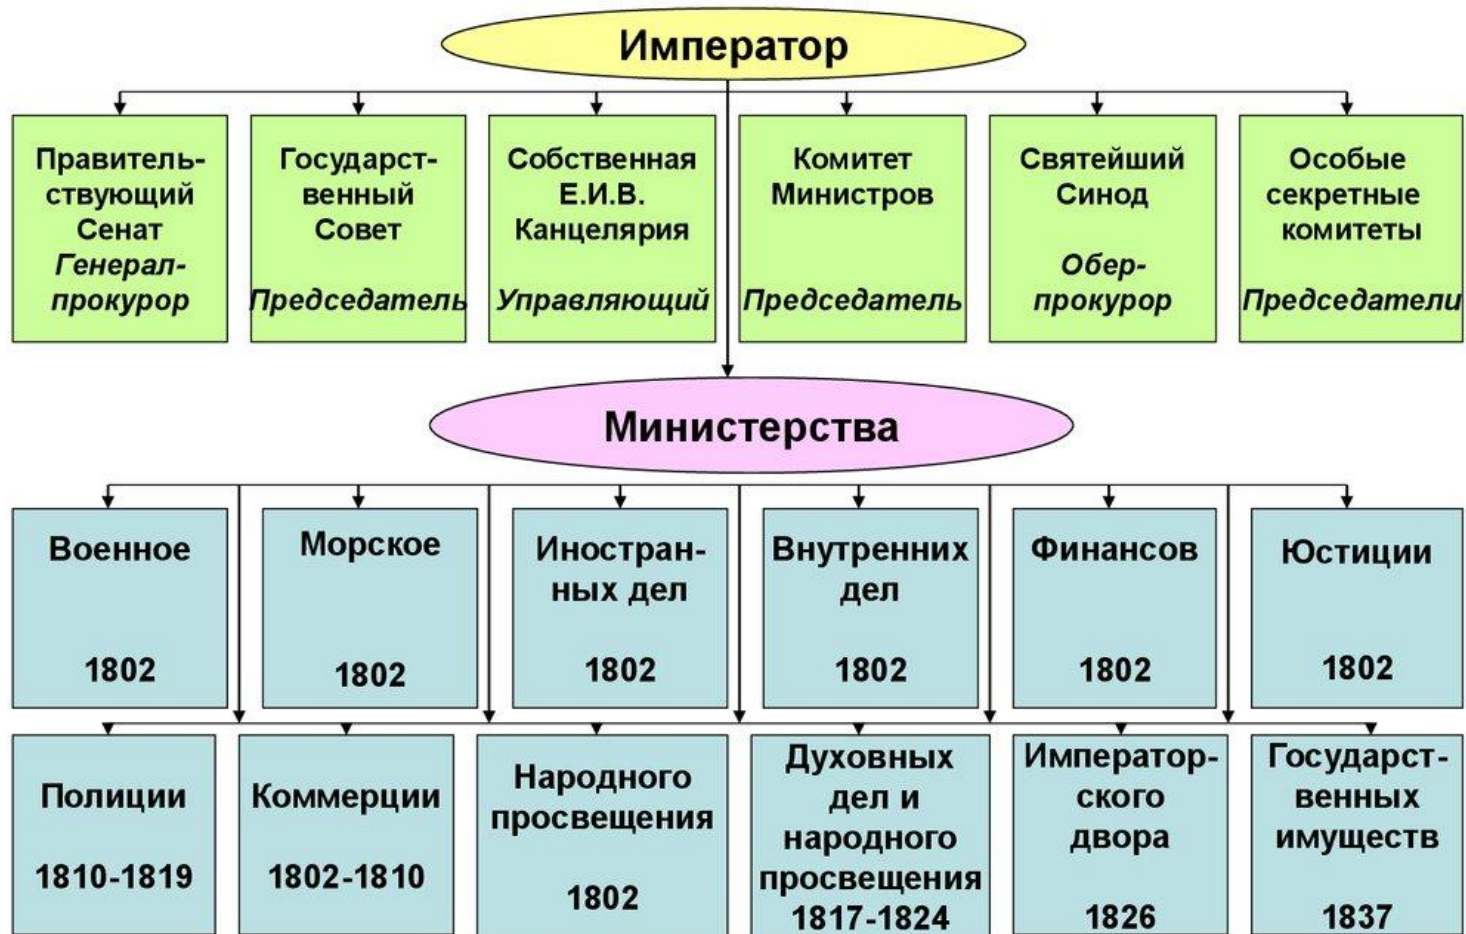 Император
Правитель-
ствующий
Сенат
Генерал-
прокурор
Государст-
венный
Совет
Председатель
Собственная
Е.И.В.
Канцелярия
Управляющий
Комитет
Министров
Председатель
Святейший
Синод
Обер-
прокурор
Особые
секретные
комитеты
Председатели
Министерства
Военное
1802
Морское
1802
Иностран-
ных дел
1802
Внутренних
дел
1802
Финансов
1802
Юстиции
1802
Полиции
1810-1819
Коммерции
1802-1810
Народного
просвещения
1802
Духовных
дел и
народного
просвещения
1817-1824
Император-
ского
двора
1826
Государст-
венных
имуществ
1837